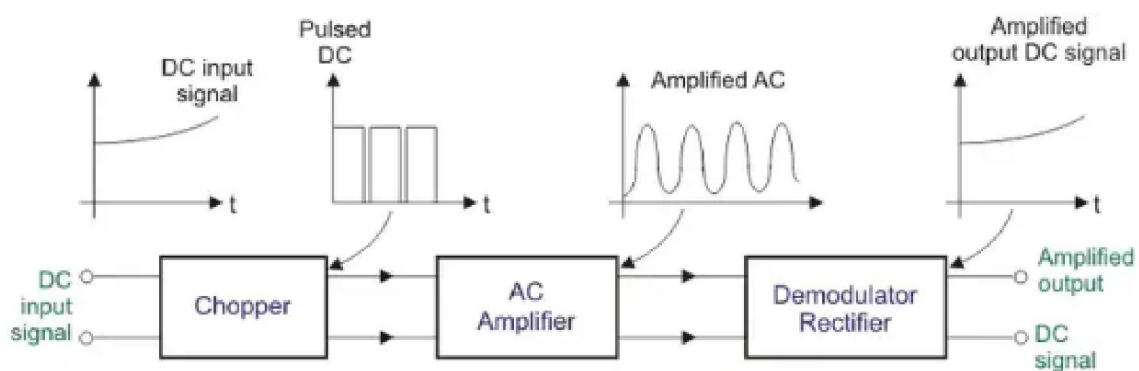 DC input
signal
t
Pulsed
DC
t
Amplified AC
Amplified
output DC signal
t
DC
input
signal
Chopper
AC
Amplifier
Demodulator
Rectifier
Amplified
output
DC
signal